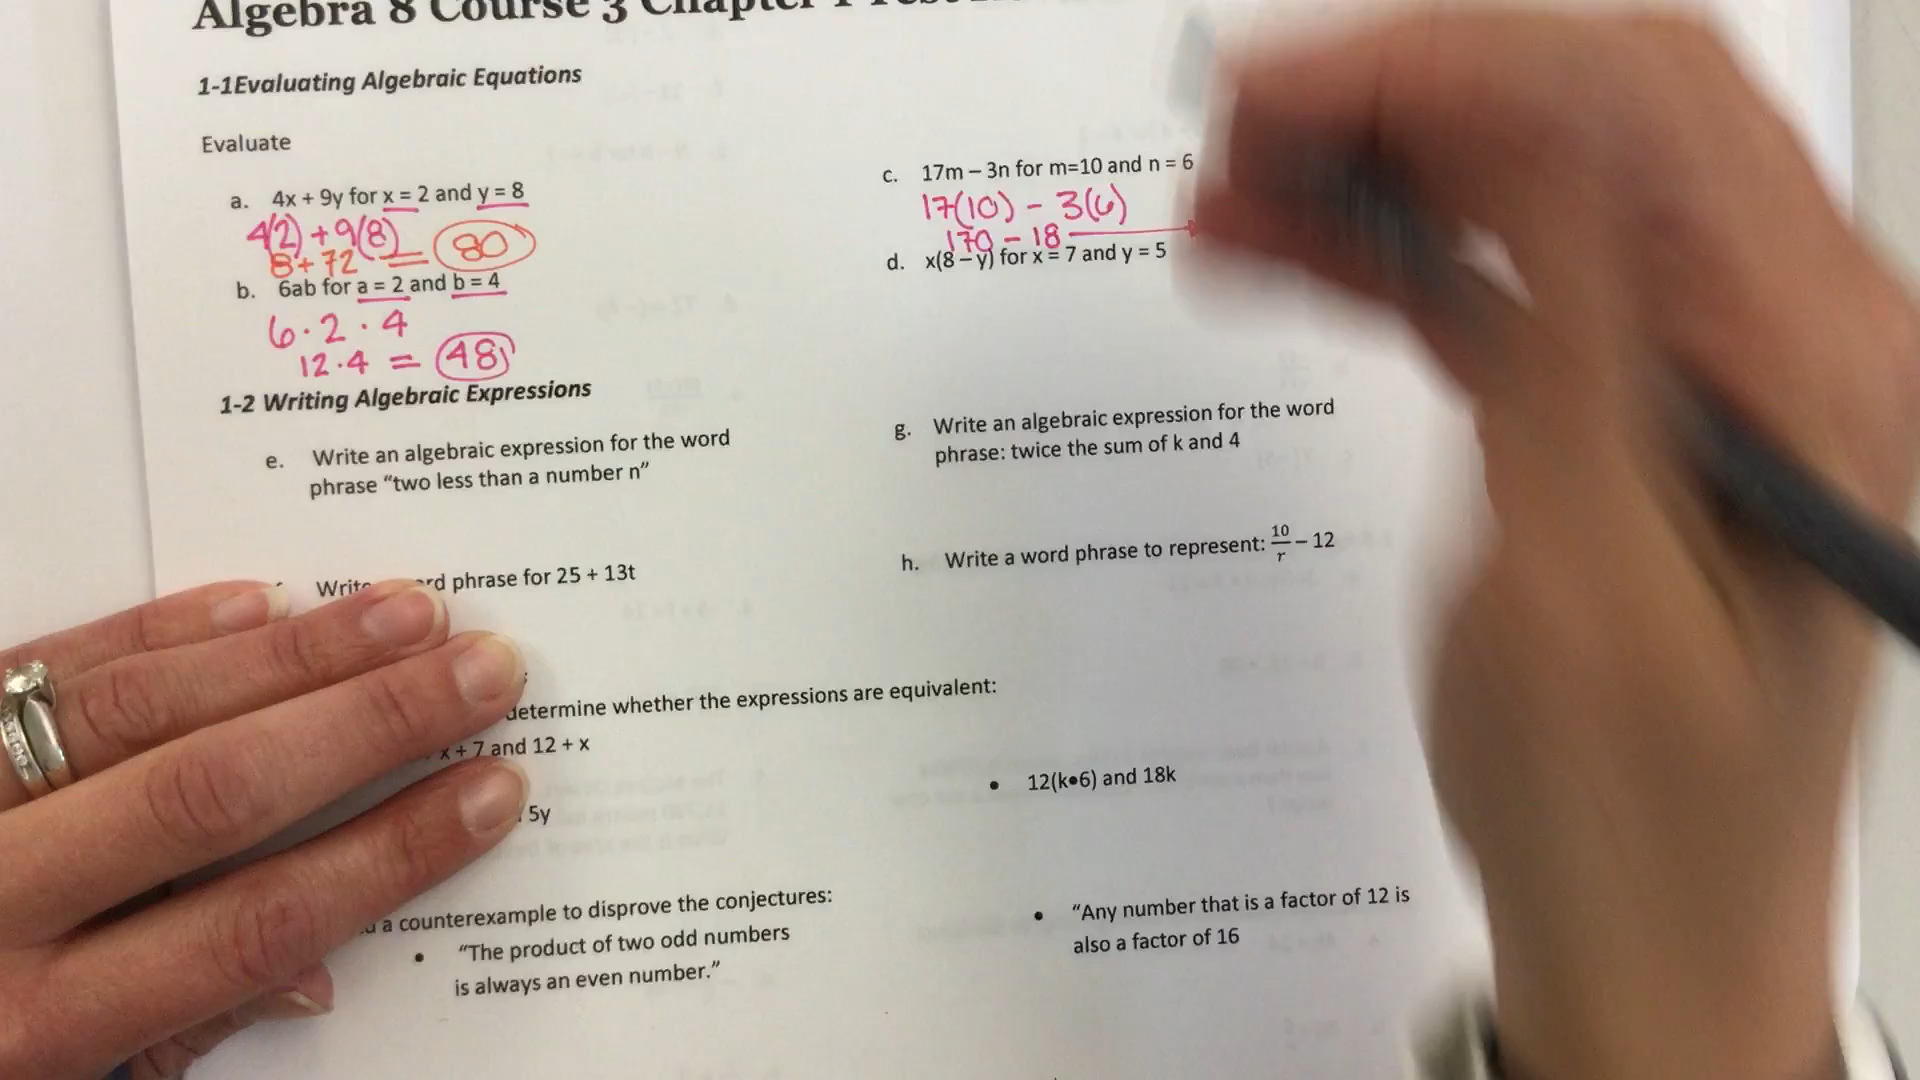 Algebra 8 Course 3 Chapter 1
1-1Evaluating Algebraic Equations
Evaluate
a. 4x + 9y for x = 2 and y = 8
4(2) + 9(8)
8 + 72 = 80
b. 6ab for a = 2 and b = 4
6 · 2 · 4
12 · 4 = 48
c. 17m – 3n for m=10 and n = 6
17(10) - 3(6)
170 - 18
d. x(8 – y) for x = 7 and y = 5
1-2 Writing Algebraic Expressions
e. Write an algebraic expression for the word
phrase “two less than a number n”
phrase for 25 + 13t
g. Write an algebraic expression for the word
phrase: twice the sum of k and 4
h. Write a word phrase to represent: 10/r – 12
determine whether the expressions are equivalent:
x + 7 and 12 + x
5y
• 12(k•6) and 18k
a counterexample to disprove the conjectures:
• “The product of two odd numbers
is always an even number.”
• “Any number that is a factor of 12 is
also a factor of 16